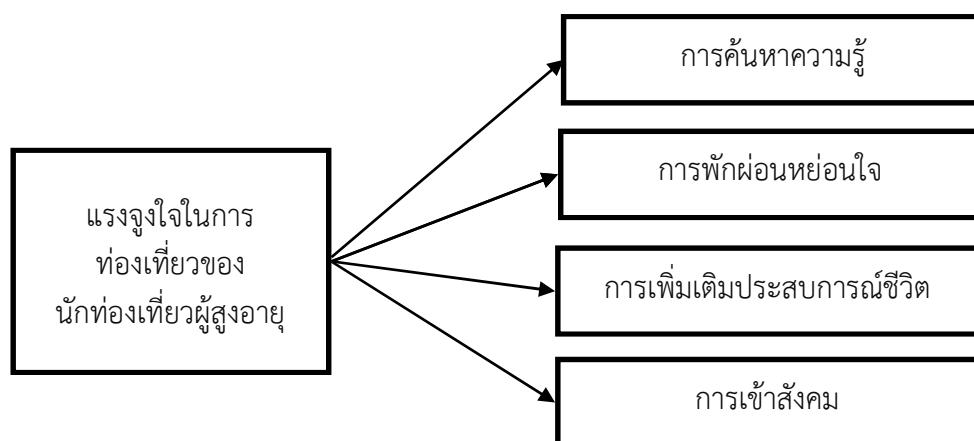 การค้นหาความรู้
การพักผ่อนหย่อนใจ
แรงจูงใจในการ
ท่องเที่ยวของ
นักท่องเที่ยวผู้สูงอายุ
การเพิ่มเติมประสบการณ์ชีวิต
การเข้าสังคม